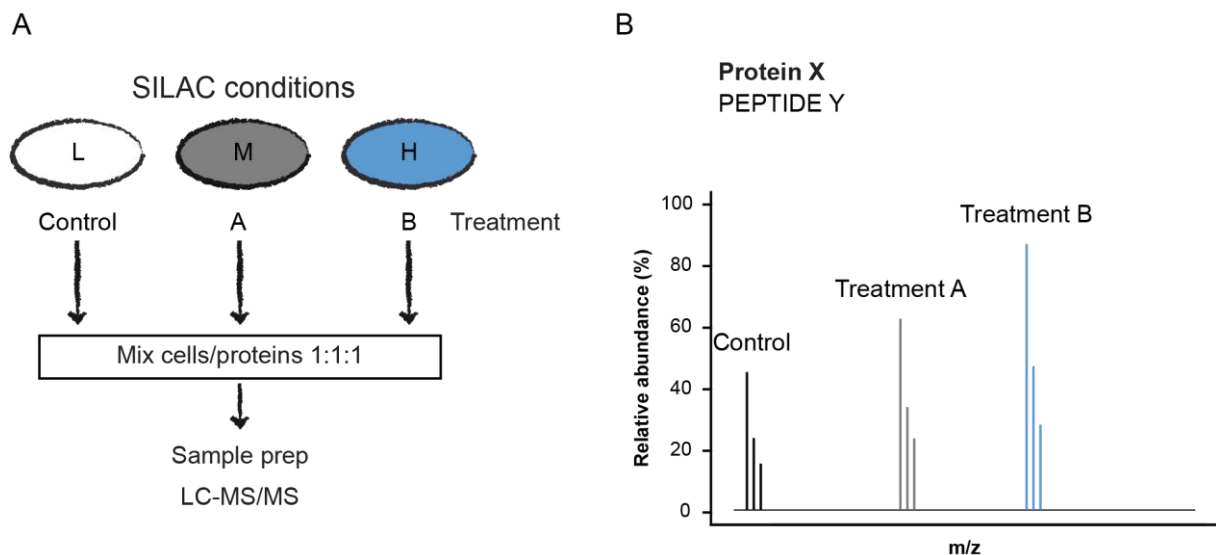 A
SILAC conditions
L
M
H
Control
A
B
Treatment
Mix cells/proteins 1:1:1
Sample prep
LC-MS/MS
B
Protein X
PEPTIDE Y
Relative abundance (%)
100
80
60
40
20
0
Control
Treatment A
Treatment B
m/z